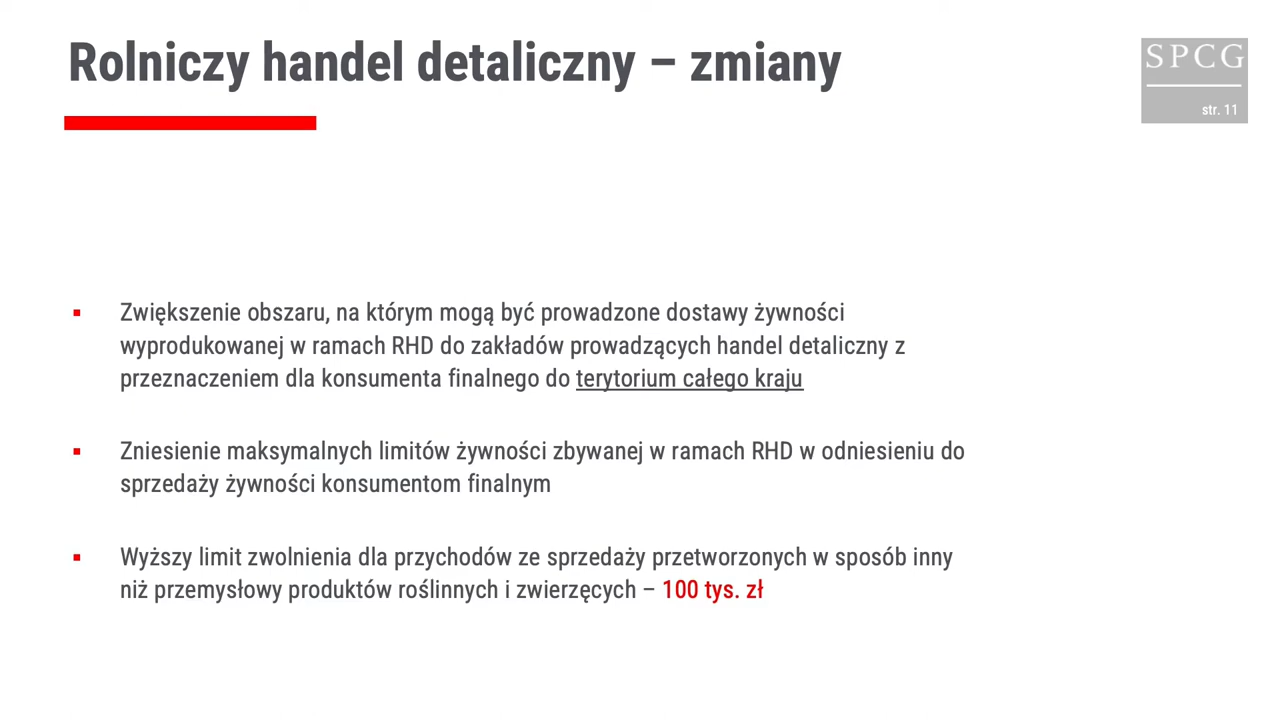 Rolniczy handel detaliczny – zmiany
SPCG
str. 11
▪ Zwiększenie obszaru, na którym mogą być prowadzone dostawy żywności
wyprodukowanej w ramach RHD do zakładów prowadzących handel detaliczny z
przeznaczeniem dla konsumenta finalnego do terytorium całego kraju
▪ Zniesienie maksymalnych limitów żywności zbywanej w ramach RHD w odniesieniu do
sprzedaży żywności konsumentom finalnym
▪ Wyższy limit zwolnienia dla przychodów ze sprzedaży przetworzonych w sposób inny
niż przemysłowy produktów roślinnych i zwierzęcych – 100 tys. zł